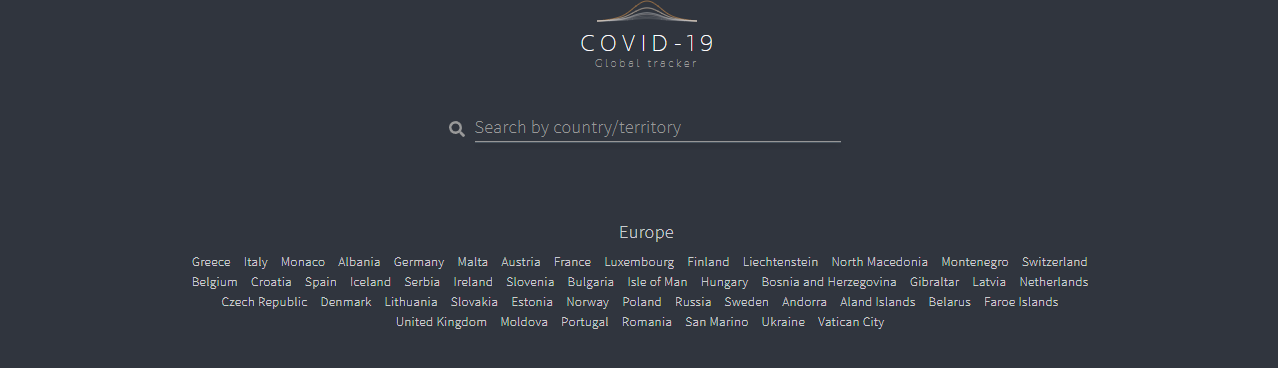 COVID-19
Global tracker
Search by country/territory
Europe
Greece Italy Monaco Albania Germany Malta Austria France Luxembourg Finland Liechtenstein North Macedonia Montenegro Switzerland
Belgium Croatia Spain Iceland Serbia Ireland Slovenia Bulgaria Isle of Man Hungary Bosnia and Herzegovina Gibraltar Latvia Netherlands
Czech Republic Denmark Lithuania Slovakia Estonia Norway Poland Russia Sweden Andorra Aland Islands Belarus Faroe Islands
United Kingdom Moldova Portugal Romania San Marino Ukraine Vatican City